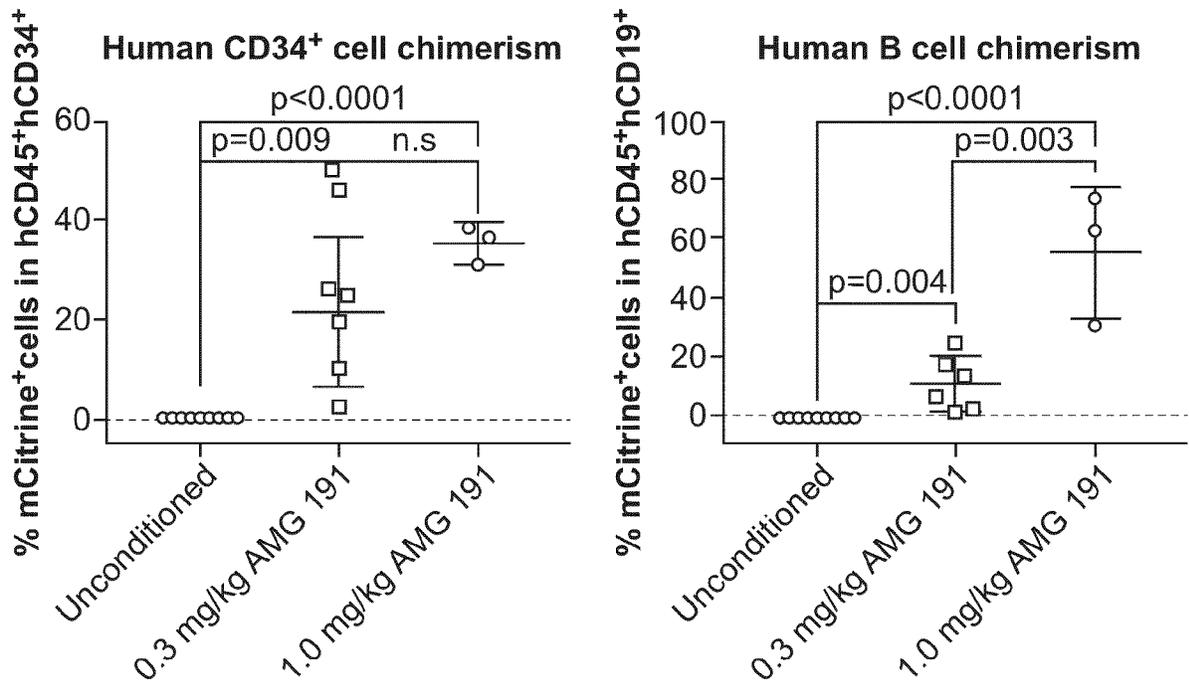 Human CD34⁺ cell chimerism
% mCitrine⁺cells in hCD45⁺hCD34⁺
p<0.0001
p=0.009
n.s
60
40
20
0
Unconditioned
0.3 mg/kg AMG 191
1.0 mg/kg AMG 191
Human B cell chimerism
% mCitrine⁺cells in hCD45⁺hCD19⁺
p<0.0001
p=0.003
p=0.004
100
80
60
40
20
0
Unconditioned
0.3 mg/kg AMG 191
1.0 mg/kg AMG 191